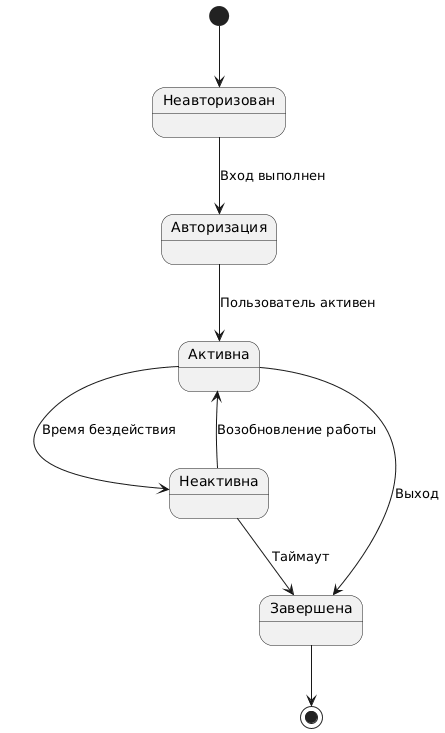 Неавторизован
Вход выполнен
Авторизация
Пользователь активен
Активна
Время бездействия
Возобновление работы
Неактивна
Выход
Таймаут
Завершена